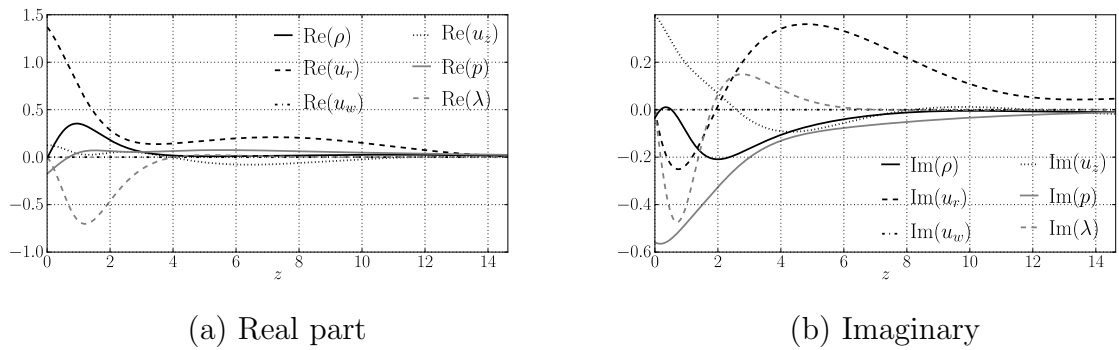 1.5
1.0
0.5
0.0
−0.5
−1.0
0 2 4 6 8 10 12 14
z
Re(ρ)
Re(u_r)
Re(u_w)
Re(u_z)
Re(p)
Re(λ)
(a) Real part
0.2
0.0
−0.2
−0.4
−0.6
0 2 4 6 8 10 12 14
z
Im(ρ)
Im(u_r)
Im(u_w)
Im(u_z)
Im(p)
Im(λ)
(b) Imaginary